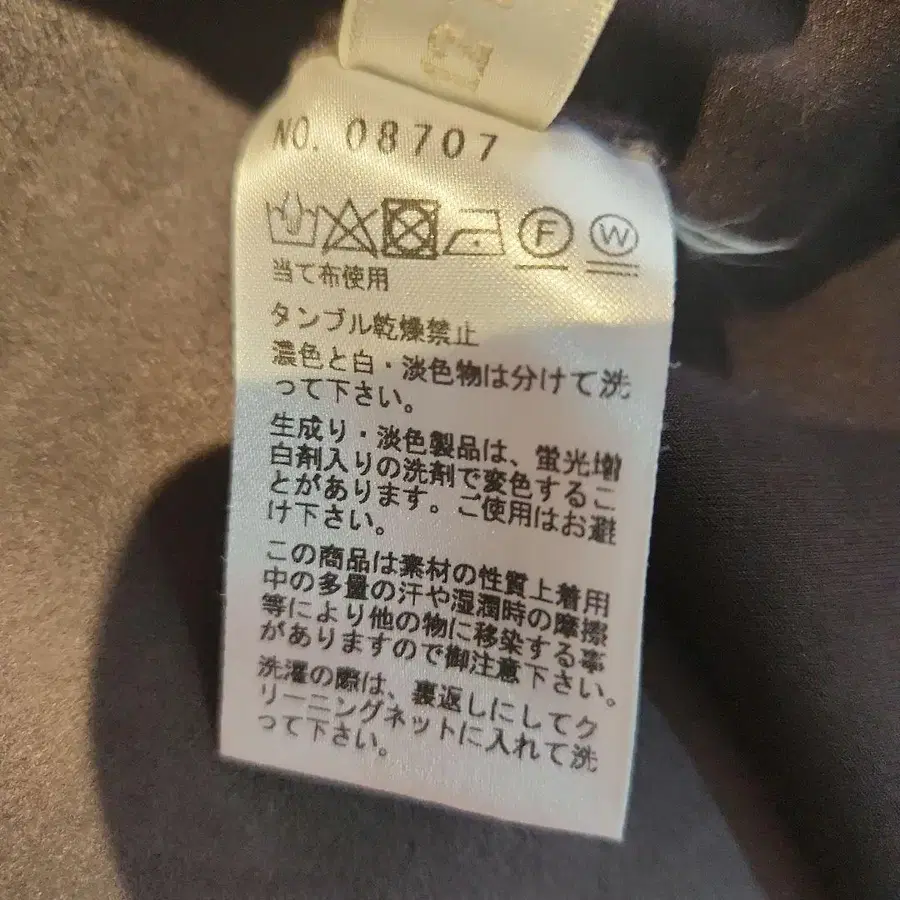 NO. 08707
F W
当て布使用
タンブル乾燥禁止
濃色と白・淡色物は分けて洗
って下さい。
生成り・淡色製品は、蛍光増
白剤入りの洗剤で変色するこ
とがあります。ご使用はお避
け下さい。
この商品は素材の性質上着用
中の多量の汗や湿潤時の摩擦
等により他の物に移染する事
がありますので御注意下さい。
洗濯の際は、裏返しにしてク
リーニングネットに入れて洗
って下さい。